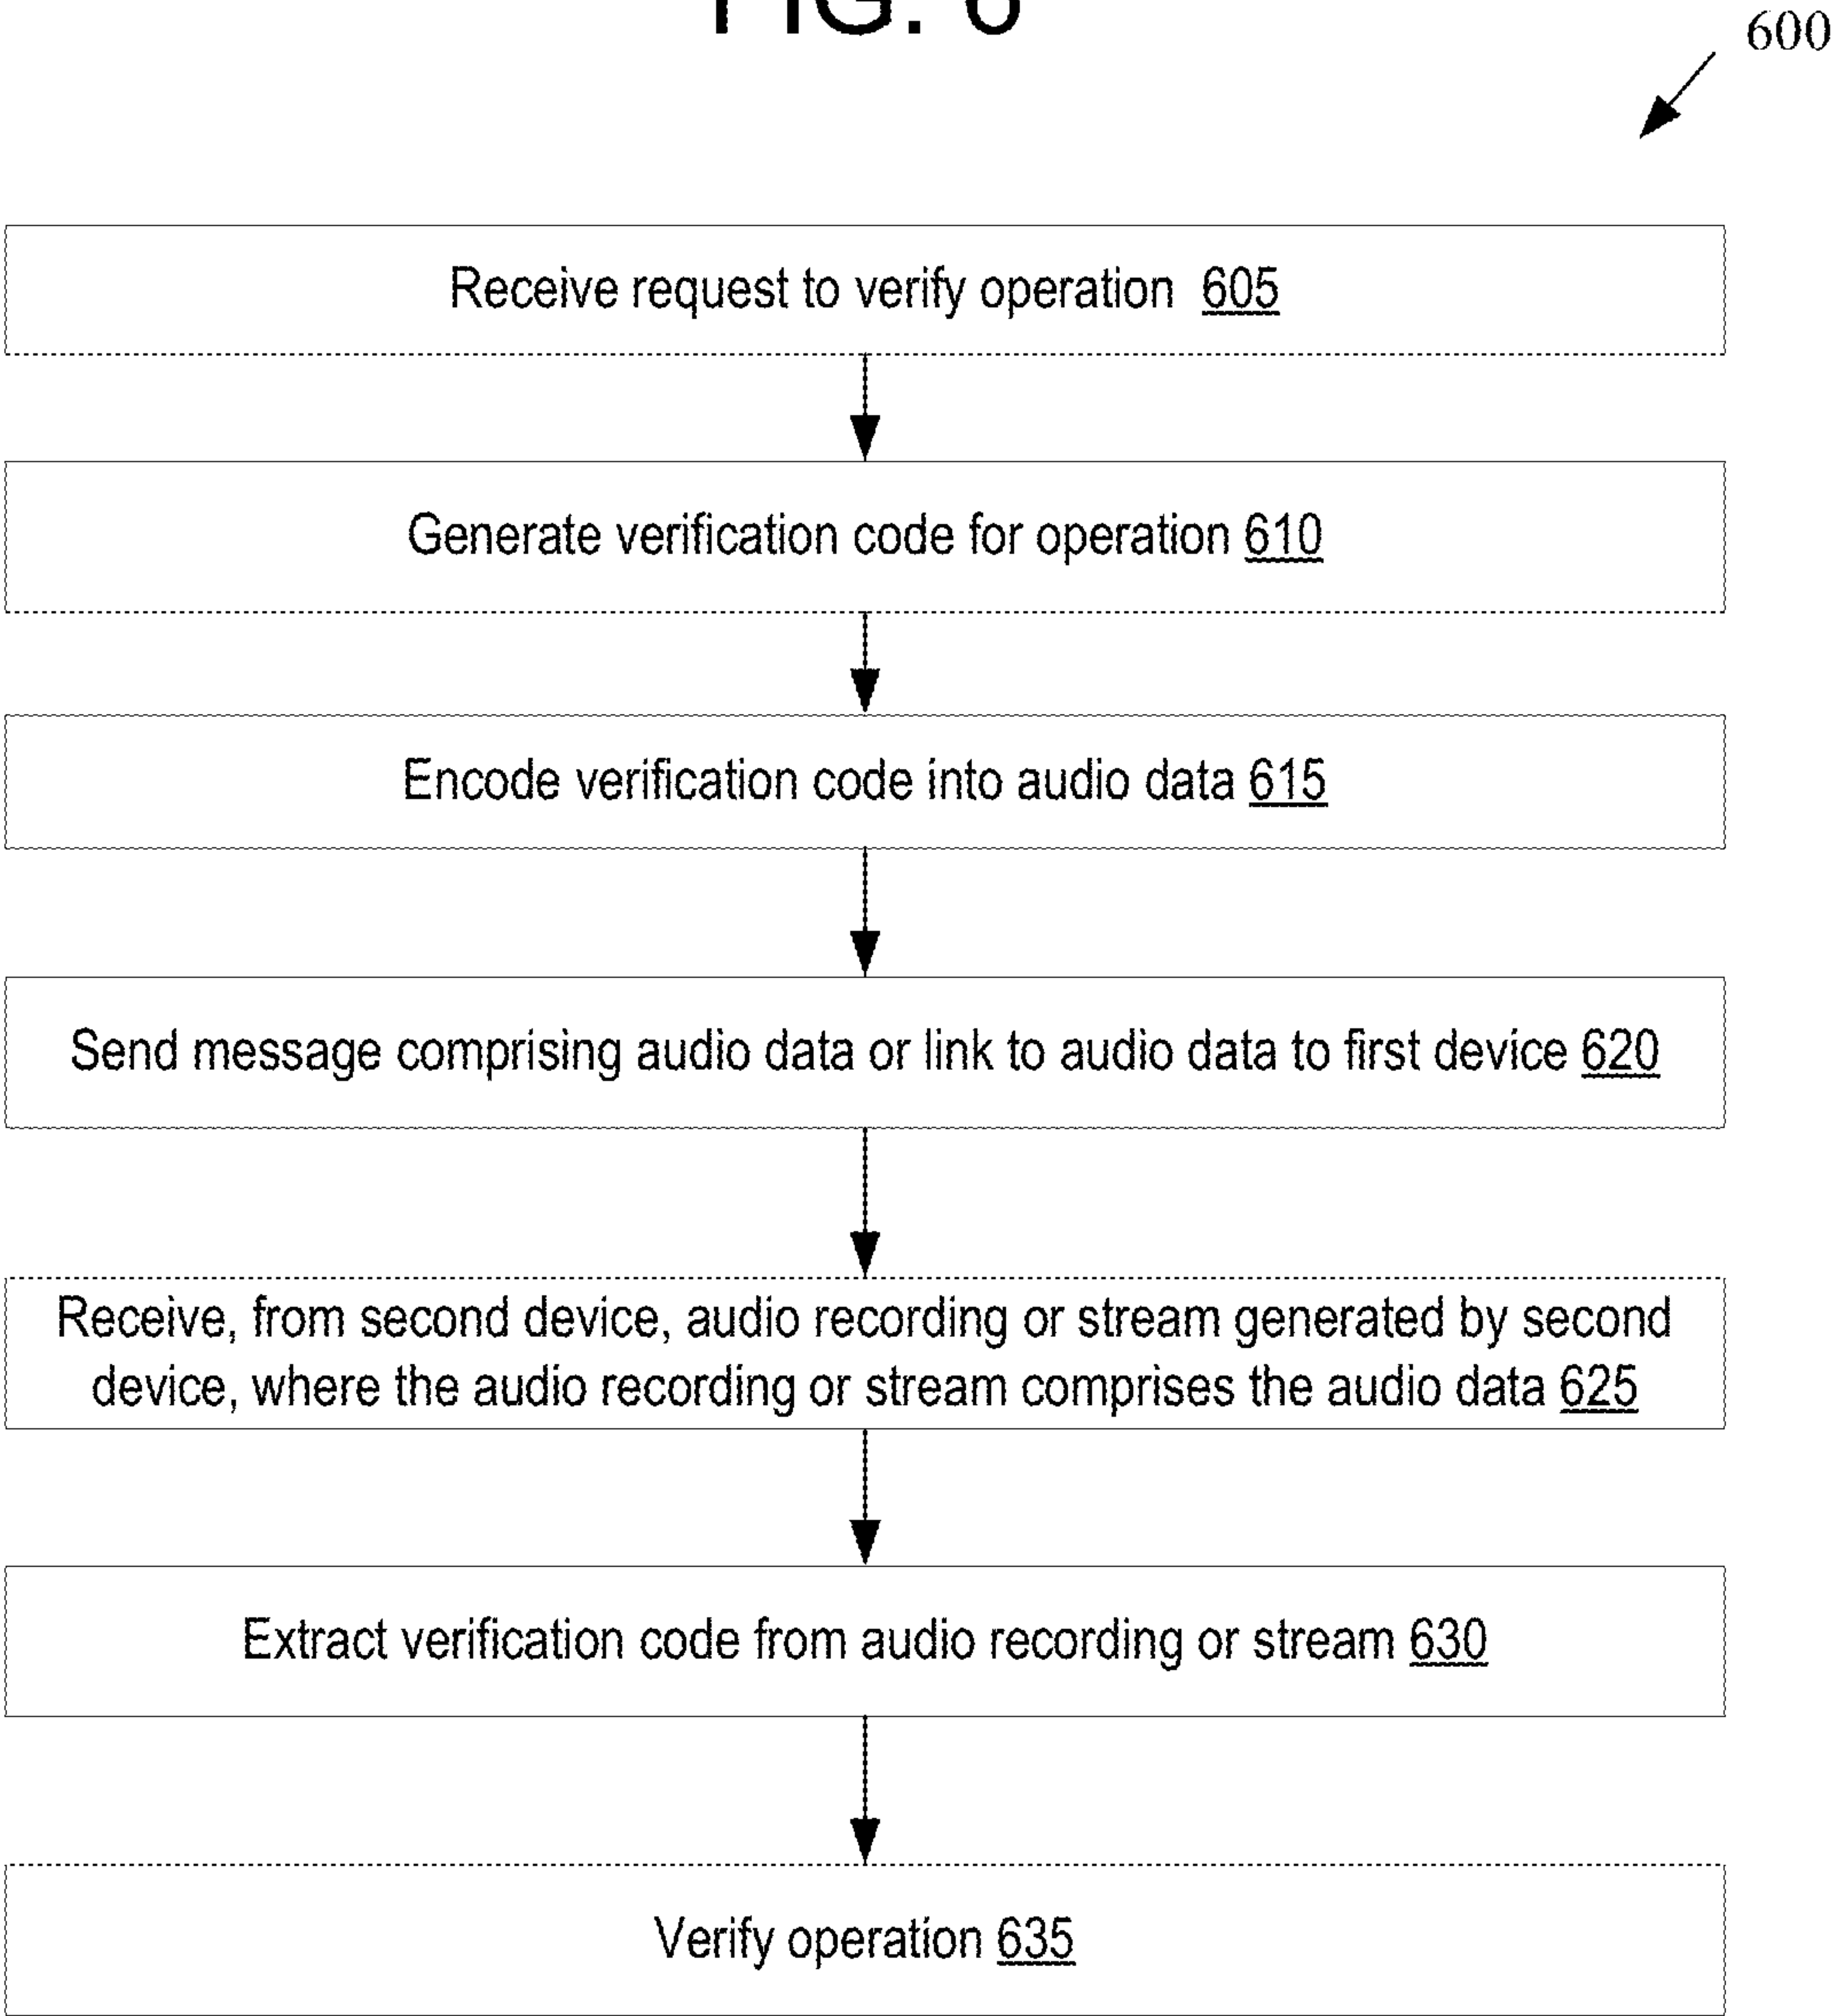 FIG. 6
600
Receive request to verify operation 605
Generate verification code for operation 610
Encode verification code into audio data 615
Send message comprising audio data or link to audio data to first device 620
Receive, from second device, audio recording or stream generated by second
device, where the audio recording or stream comprises the audio data 625
Extract verification code from audio recording or stream 630
Verify operation 635